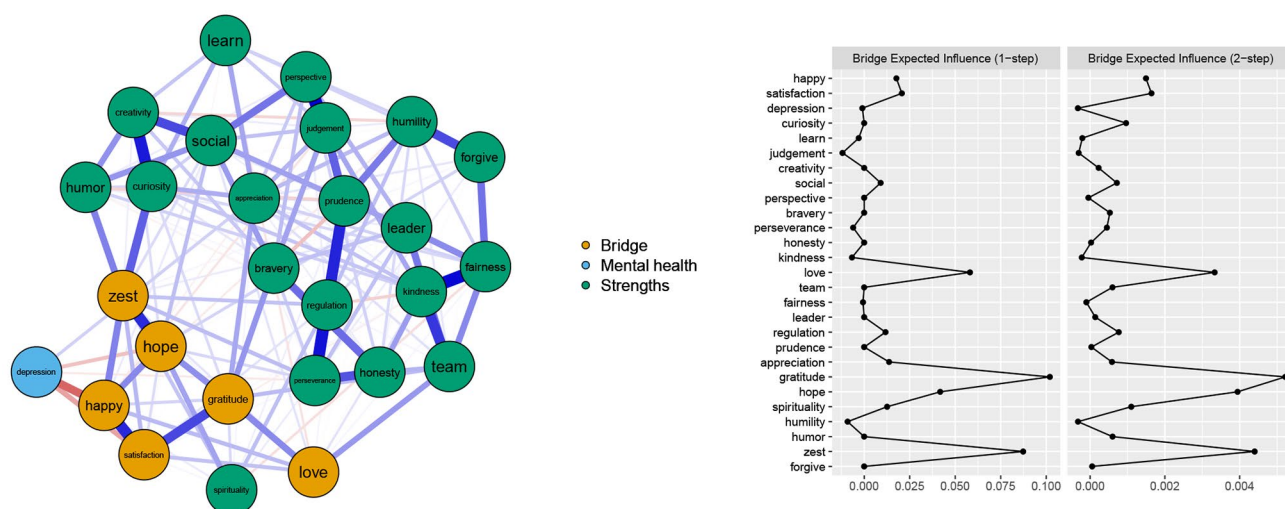 learn
perspective
creativity
humility
social
judgement
forgive
humor
curiosity
appreciation
prudence
leader
bravery
fairness
kindness
regulation
zest
hope
depression
perseverance
honesty
team
happy
gratitude
satisfaction
love
spirituality
Bridge
Mental health
Strengths
Bridge Expected Influence (1−step)
Bridge Expected Influence (2−step)
happy
satisfaction
depression
curiosity
learn
judgement
creativity
social
perspective
bravery
perseverance
honesty
kindness
love
team
fairness
leader
regulation
prudence
appreciation
gratitude
hope
spirituality
humility
humor
zest
forgive
0.000 0.025 0.050 0.075 0.100
0.000 0.002 0.004